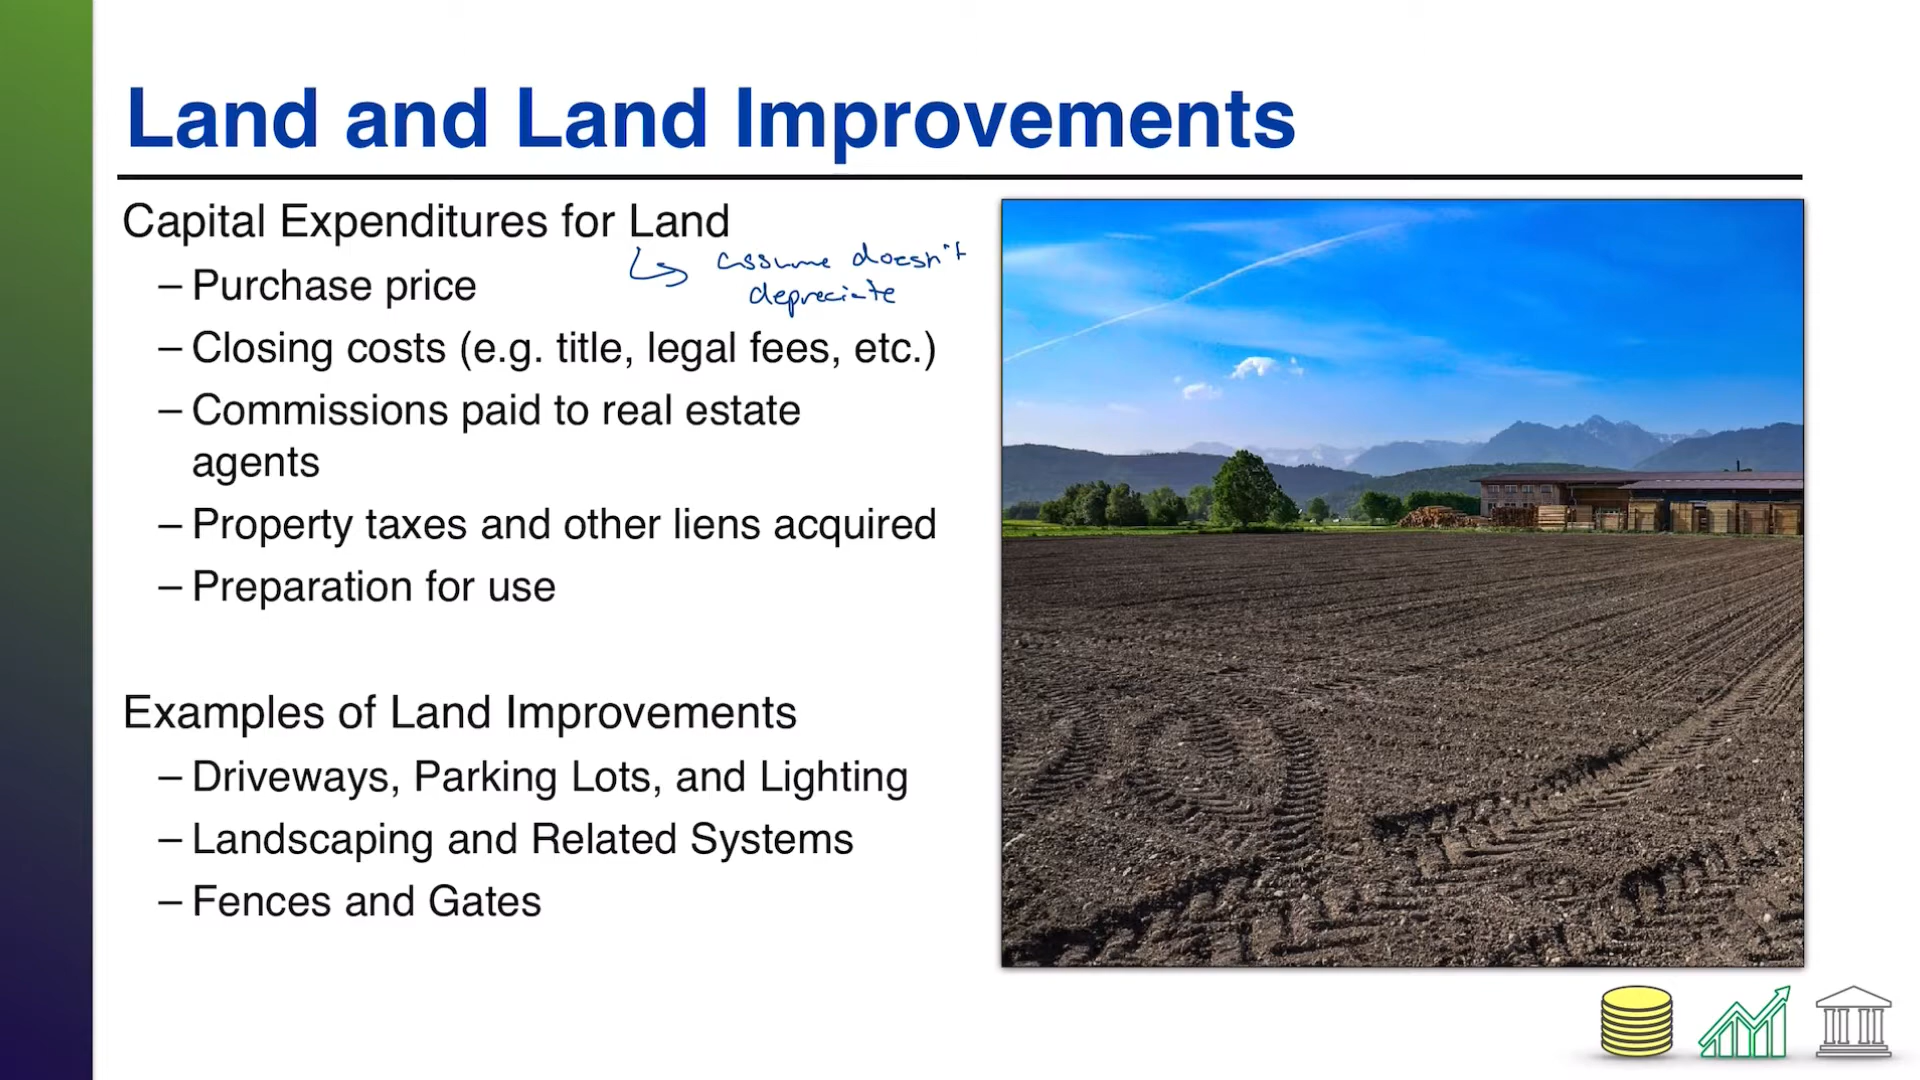 Land and Land Improvements
Capital Expenditures for Land
assume doesn't
depreciate
– Purchase price
– Closing costs (e.g. title, legal fees, etc.)
– Commissions paid to real estate
agents
– Property taxes and other liens acquired
– Preparation for use
Examples of Land Improvements
– Driveways, Parking Lots, and Lighting
– Landscaping and Related Systems
– Fences and Gates